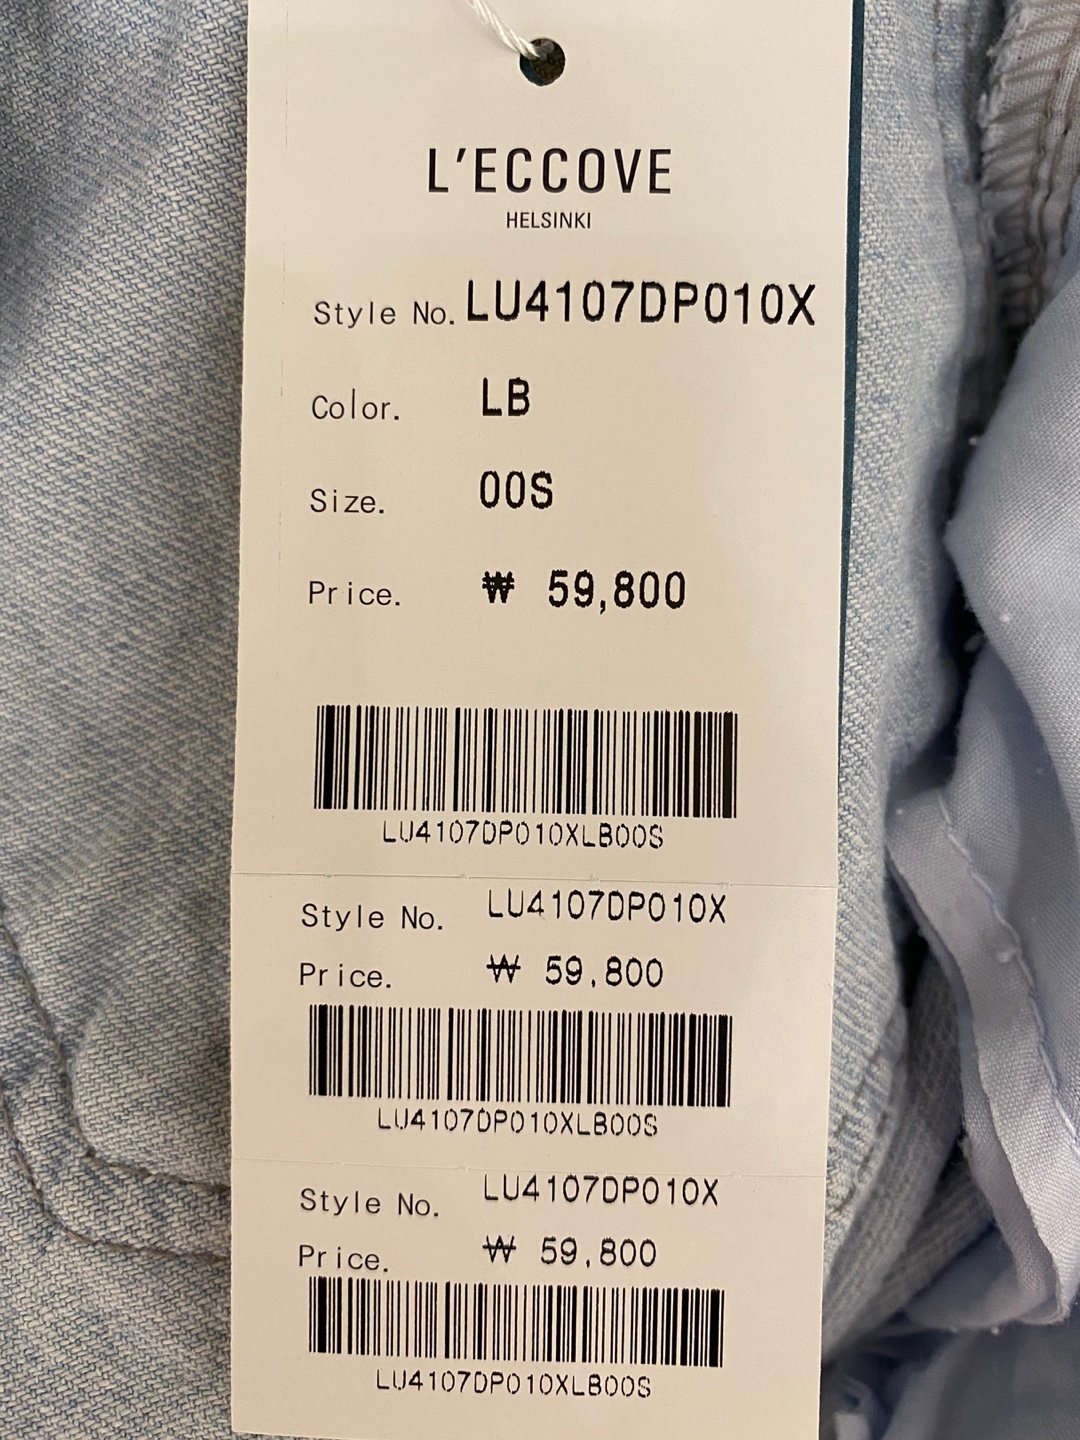 L'ECCOVE
HELSINKI
Style No. LU4107DP010X
Color. LB
Size. 00S
Price. ₩ 59,800
LU4107DP010XLB00S
Style No. LU4107DP010X
Price. ₩ 59,800
LU4107DP010XLB00S
Style No. LU4107DP010X
Price. ₩ 59,800
LU4107DP010XLB00S